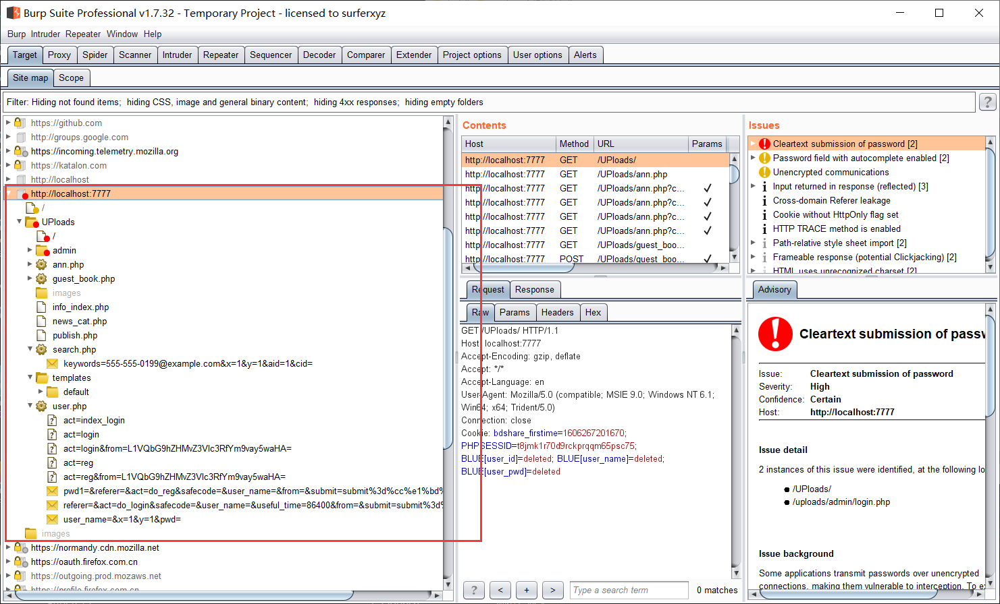 Burp Suite Professional v1.7.32 - Temporary Project - licensed to surferxyz
Burp Intruder Repeater Window Help
Target Proxy Spider Scanner Intruder Repeater Sequencer Decoder Comparer Extender Project options User options Alerts
Site map Scope
Filter: Hiding not found items; hiding CSS, image and general binary content; hiding 4xx responses; hiding empty folders
?
https://github.com
http://groups.google.com
https://incoming.telemetry.mozilla.org
https://katalon.com
http://localhost
http://localhost:7777
/
UPloads
/
admin
ann.php
guest_book.php
images
info_index.php
news_cat.php
publish.php
search.php
keywords=555-555-0199@example.com&x=1&y=1&aid=1&cid=
templates
default
user.php
act=index_login
act=login
act=login&from=L1VQbG9hZHMvZ3Vlc3RfYm9vay5waHA=
act=reg
act=reg&from=L1VQbG9hZHMvZ3Vlc3RfYm9vay5waHA=
pwd1=&referer=&act=do_reg&safecode=&user_name=&from=&submit=submit%3d%cc%e1%bd%
referer=&act=do_login&safecode=&user_name=&useful_time=86400&from=&submit=submit%3d%
user_name=&x=1&y=1&pwd=
images
https://normandy.cdn.mozilla.net
https://oauth.firefox.com.cn
https://outgoing.prod.mozaws.net
https://profile.firefox.com.cn
Contents
Host Method URL Params
http://localhost:7777 GET /UPloads/
http://localhost:7777 GET /UPloads/ann.php
http://localhost:7777 GET /UPloads/ann.php?c...
http://localhost:7777 GET /UPloads/ann.php?c...
http://localhost:7777 GET /UPloads/ann.php?c...
http://localhost:7777 GET /UPloads/ann.php?c...
http://localhost:7777 GET /UPloads/guest_boo...
http://localhost:7777 POST /UPloads/guest_boo...
Request Response
Raw Params Headers Hex
GET /UPloads/ HTTP/1.1
Host: localhost:7777
Accept-Encoding: gzip, deflate
Accept: */*
Accept-Language: en
User-Agent: Mozilla/5.0 (compatible; MSIE 9.0; Windows NT 6.1;
Win64; x64; Trident/5.0)
Connection: close
Cookie: bdshare_firstime=1606267201670;
PHPSESSID=t8jmk1r70d9rckprqqm65psc75;
BLUE[user_id]=deleted; BLUE[user_name]=deleted;
BLUE[user_pwd]=deleted
? < + > Type a search term 0 matches
Issues
Cleartext submission of password [2]
Password field with autocomplete enabled [2]
Unencrypted communications
Input returned in response (reflected) [3]
Cross-domain Referer leakage
Cookie without HttpOnly flag set
HTTP TRACE method is enabled
Path-relative style sheet import [2]
Frameable response (potential Clickjacking) [2]
HTML uses unrecognized charset [2]
Advisory
Cleartext submission of passw
Issue: Cleartext submission of password
Severity: High
Confidence: Certain
Host: http://localhost:7777
Issue detail
2 instances of this issue were identified, at the following lo
/UPloads/
/uploads/admin/login.php
Issue background
Some applications transmit passwords over unencrypted
connections, making them vulnerable to interception. To ex